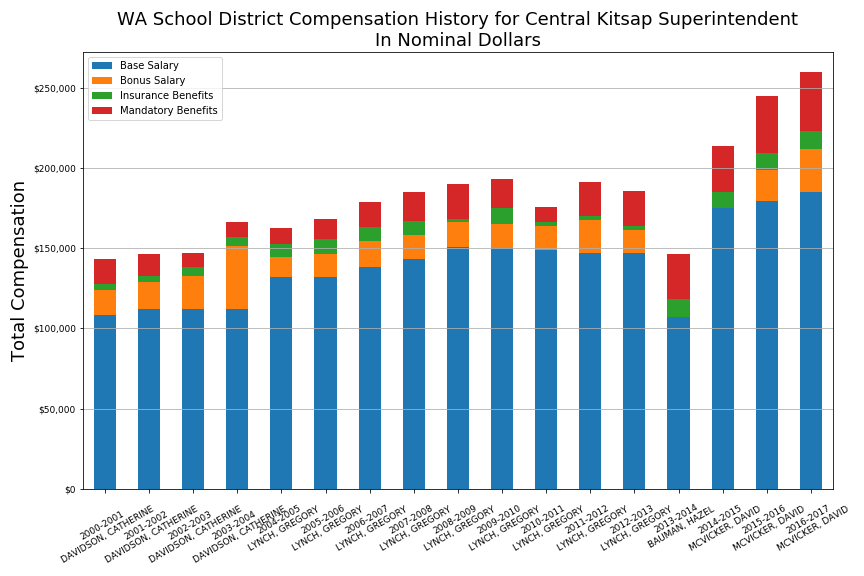 WA School District Compensation History for Central Kitsap Superintendent
In Nominal Dollars
Base Salary
Bonus Salary
Insurance Benefits
Mandatory Benefits
Total Compensation
$250,000
$200,000
$150,000
$100,000
$50,000
$0
2000-2001
DAVIDSON, CATHERINE
2001-2002
DAVIDSON, CATHERINE
2002-2003
DAVIDSON, CATHERINE
2003-2004
DAVIDSON, CATHERINE
2004-2005
LYNCH, GREGORY
2005-2006
LYNCH, GREGORY
2006-2007
LYNCH, GREGORY
2007-2008
LYNCH, GREGORY
2008-2009
LYNCH, GREGORY
2009-2010
LYNCH, GREGORY
2010-2011
LYNCH, GREGORY
2011-2012
LYNCH, GREGORY
2012-2013
LYNCH, GREGORY
2013-2014
BAUMAN, HAZEL
2014-2015
MCVICKER, DAVID
2015-2016
MCVICKER, DAVID
2016-2017
MCVICKER, DAVID